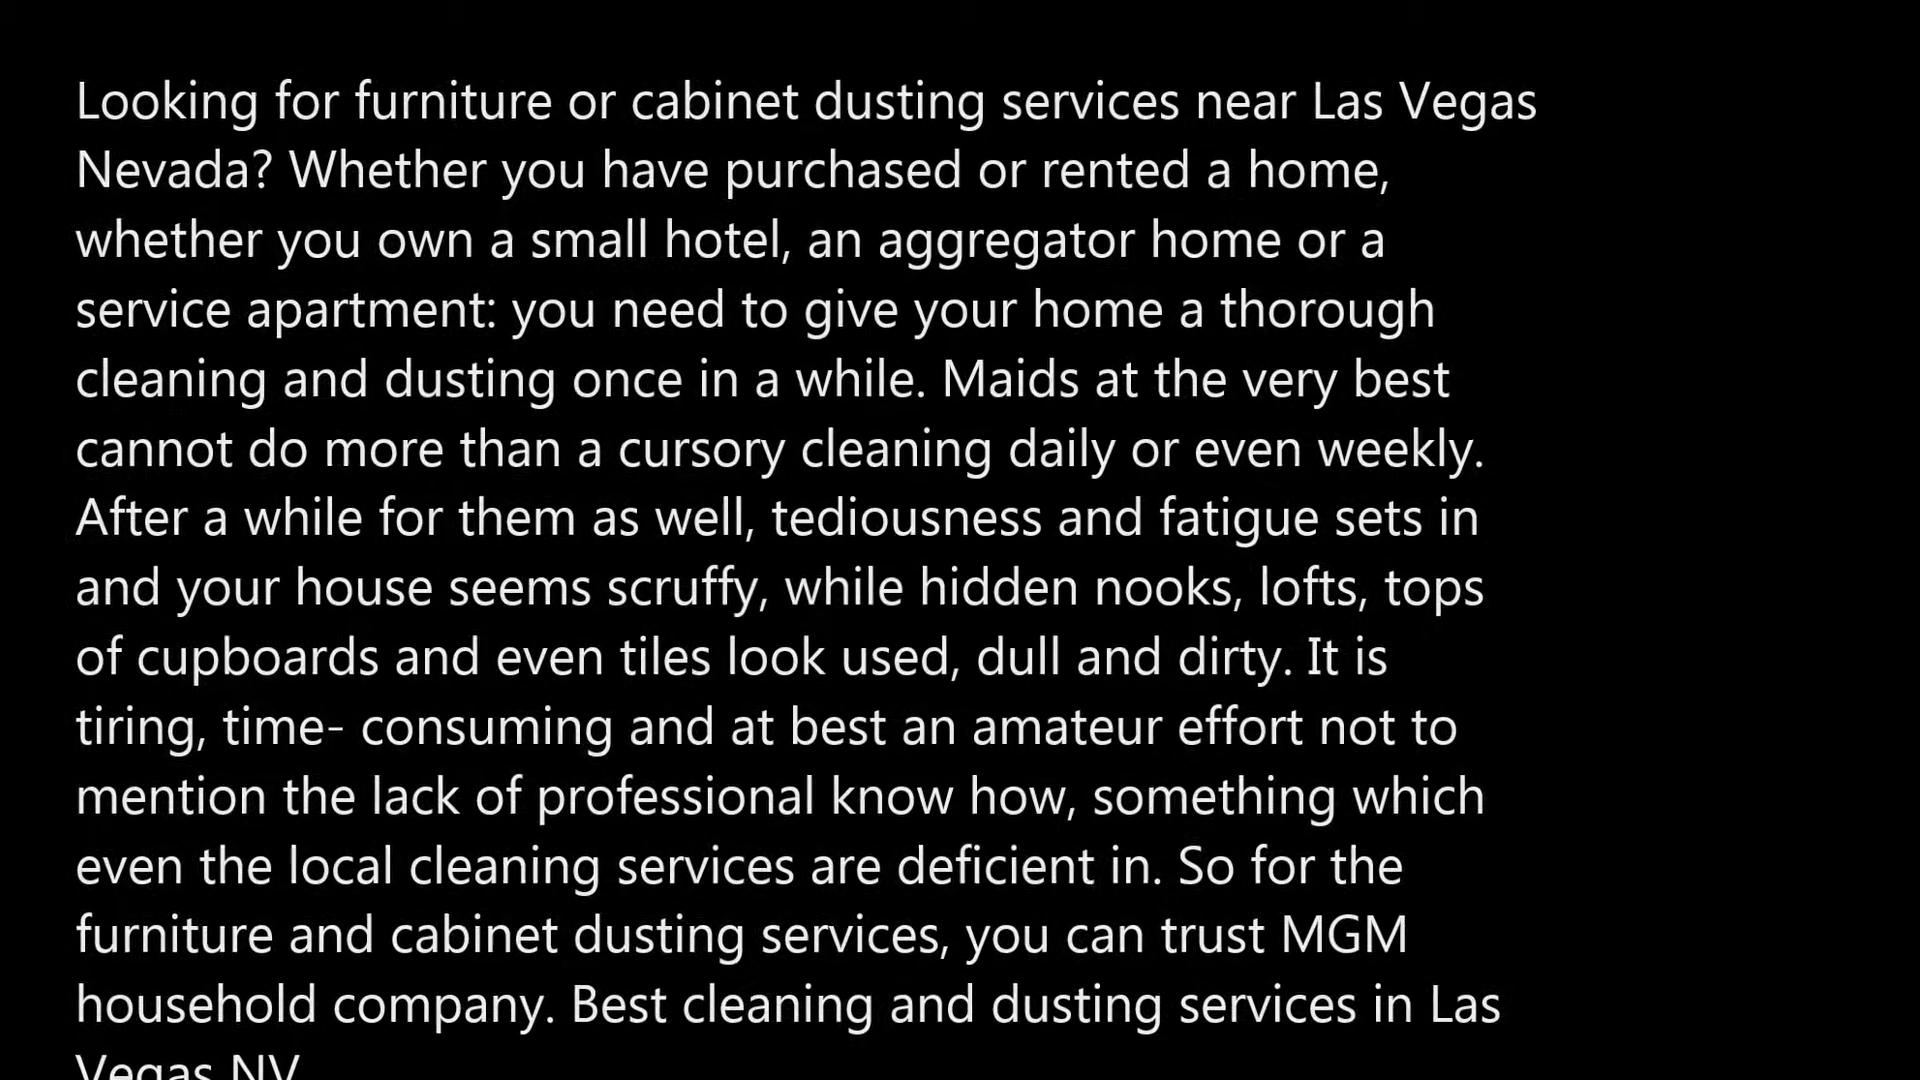 Looking for furniture or cabinet dusting services near Las Vegas
Nevada? Whether you have purchased or rented a home,
whether you own a small hotel, an aggregator home or a
service apartment: you need to give your home a thorough
cleaning and dusting once in a while. Maids at the very best
cannot do more than a cursory cleaning daily or even weekly.
After a while for them as well, tediousness and fatigue sets in
and your house seems scruffy, while hidden nooks, lofts, tops
of cupboards and even tiles look used, dull and dirty. It is
tiring, time- consuming and at best an amateur effort not to
mention the lack of professional know how, something which
even the local cleaning services are deficient in. So for the
furniture and cabinet dusting services, you can trust MGM
household company. Best cleaning and dusting services in Las
Vegas NV